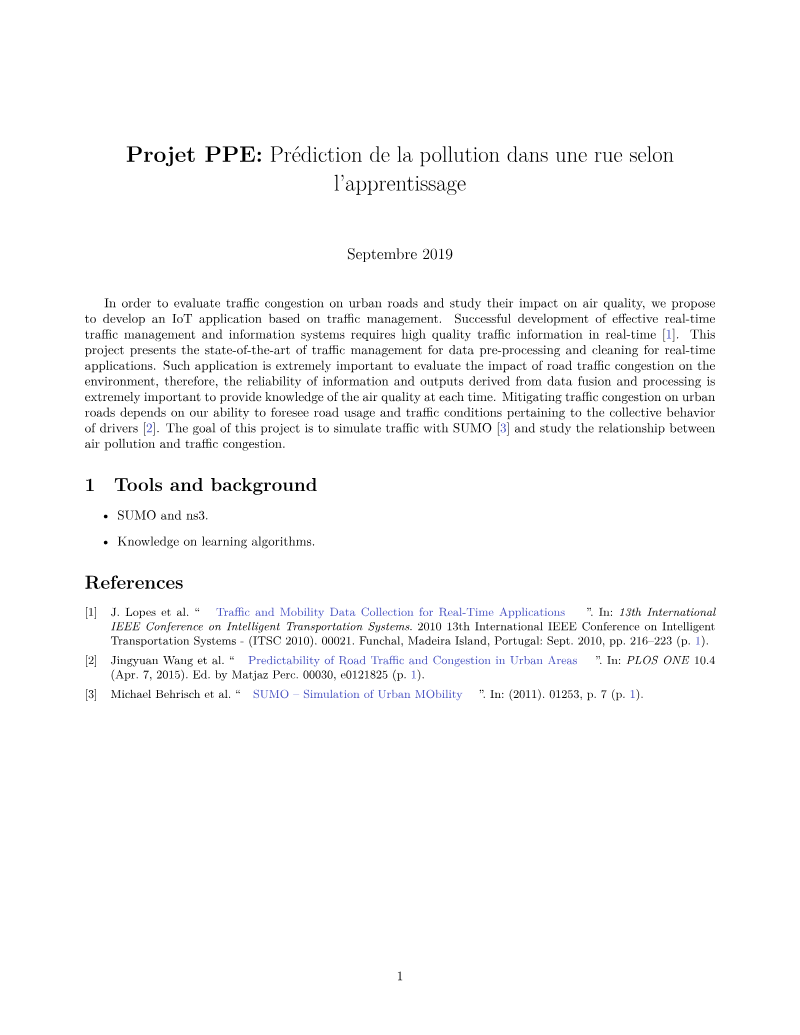 Projet PPE: Prédiction de la pollution dans une rue selon
l'apprentissage
Septembre 2019
In order to evaluate traffic congestion on urban roads and study their impact on air quality, we propose
to develop an IoT application based on traffic management. Successful development of effective real-time
traffic management and information systems requires high quality traffic information in real-time [1]. This
project presents the state-of-the-art of traffic management for data pre-processing and cleaning for real-time
applications. Such application is extremely important to evaluate the impact of road traffic congestion on the
environment, therefore, the reliability of information and outputs derived from data fusion and processing is
extremely important to provide knowledge of the air quality at each time. Mitigating traffic congestion on urban
roads depends on our ability to foresee road usage and traffic conditions pertaining to the collective behavior
of drivers [2]. The goal of this project is to simulate traffic with SUMO [3] and study the relationship between
air pollution and traffic congestion.
1 Tools and background
• SUMO and ns3.
• Knowledge on learning algorithms.
References
[1] J. Lopes et al. “ Traffic and Mobility Data Collection for Real-Time Applications ”. In: 13th International
IEEE Conference on Intelligent Transportation Systems. 2010 13th International IEEE Conference on Intelligent
Transportation Systems - (ITSC 2010). 00021. Funchal, Madeira Island, Portugal: Sept. 2010, pp. 216–223 (p. 1).
[2] Jingyuan Wang et al. “ Predictability of Road Traffic and Congestion in Urban Areas ”. In: PLOS ONE 10.4
(Apr. 7, 2015). Ed. by Matjaz Perc. 00030, e0121825 (p. 1).
[3] Michael Behrisch et al. “ SUMO – Simulation of Urban MObility ”. In: (2011). 01253, p. 7 (p. 1).
1